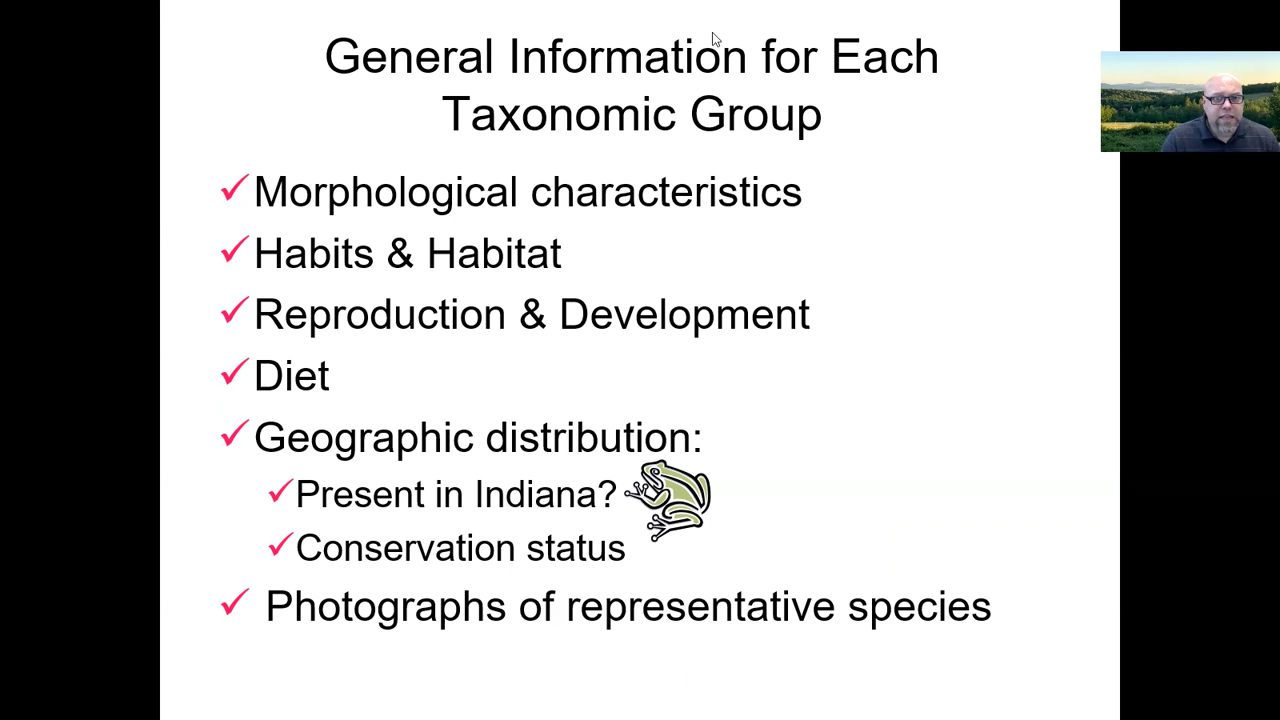 General Information for Each
Taxonomic Group
Morphological characteristics
Habits & Habitat
Reproduction & Development
Diet
Geographic distribution:
Present in Indiana?
Conservation status
Photographs of representative species